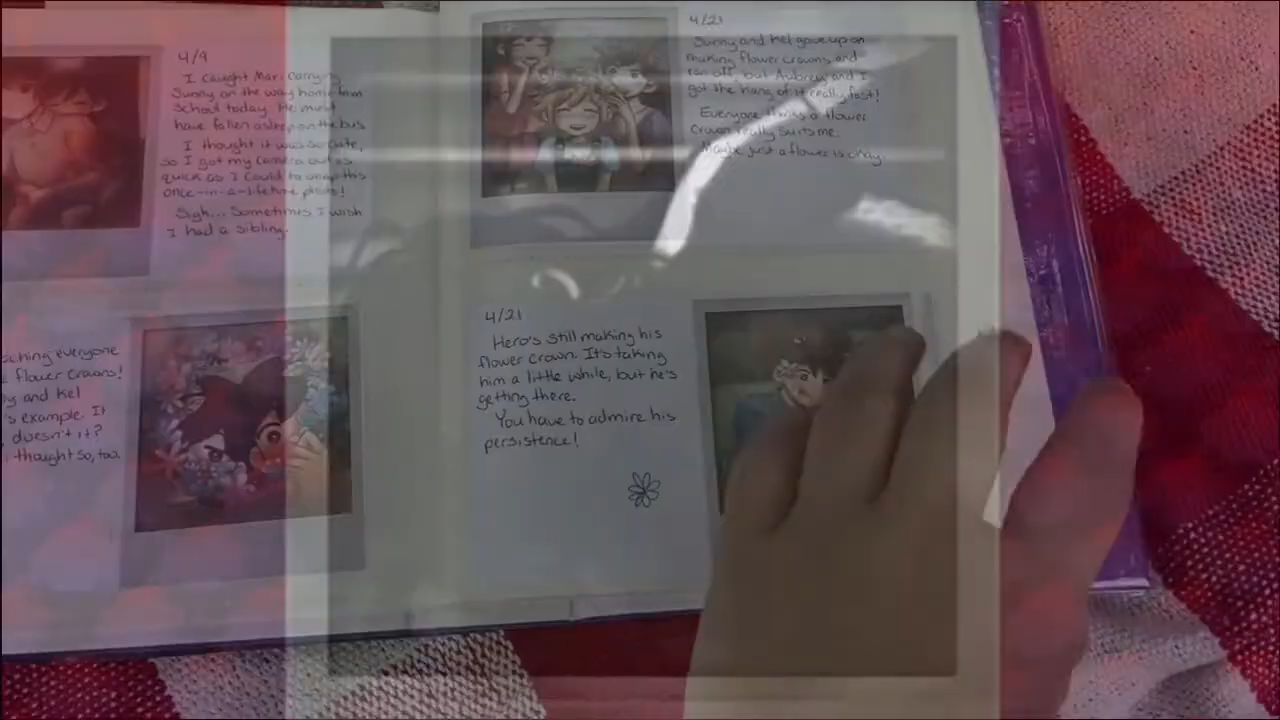 4/9
I caught Mari carrying
Sunny on the way home from
school today. He must
have fallen asleep on the bus
I thought it was so cute,
so I got my camera out as
quick as I could to snap this
once-in-a-lifetime photo!
Sigh... Sometimes I wish
I had a sibling.
ching everyone
flower crowns!
ny and Kel
's example. It
doesn't it?
thought so, too.
4/21
Sunny and Kel gave up on
making flower crowns and
ran off, but Aubrey and I
got the hang of it really fast!
Everyone says a flower
crown really suits me.
Maybe just a flower is okay
4/21
Hero's still making his
flower crown. It's taking
him a little while, but he's
getting there.
You have to admire his
persistence!